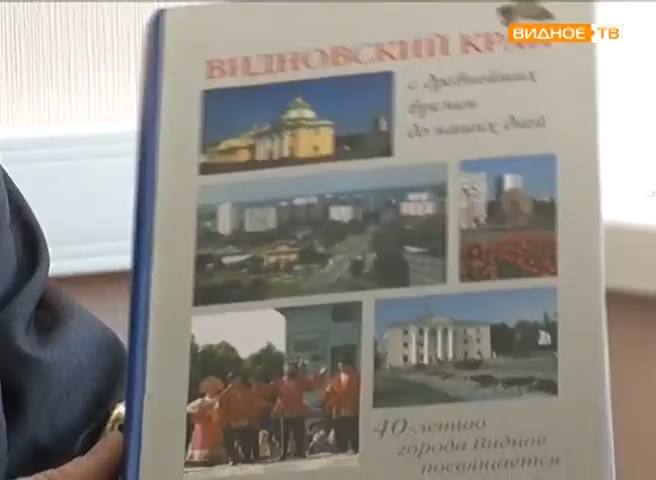 ВИДНОЕ ТВ
ВИДНОВСКИЙ КРАЙ
с древнейших
времен
до наших дней
40-летию
города Видное
посвящается